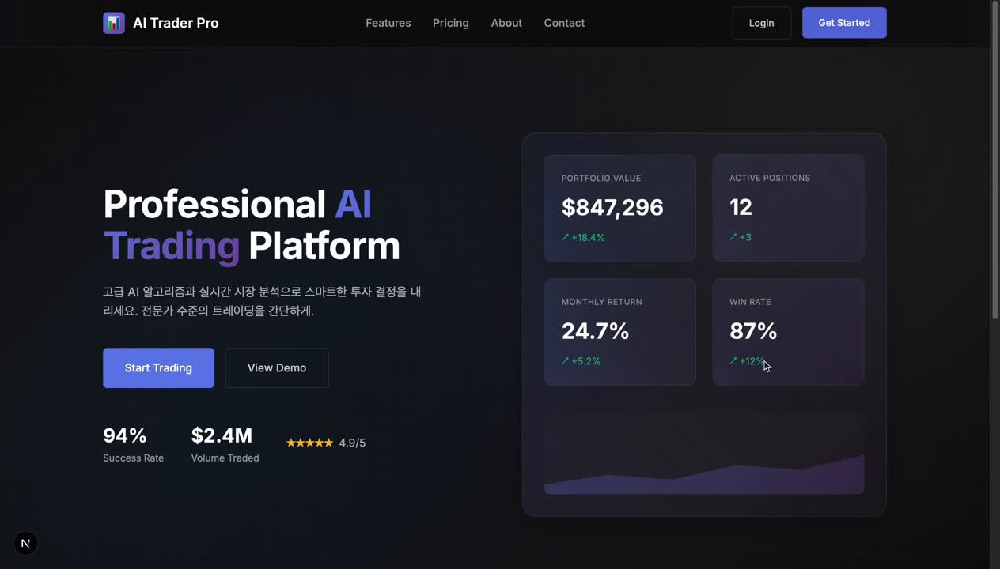 AI Trader Pro
Features
Pricing
About
Contact
Login
Get Started
Professional AI
Trading Platform
고급 AI 알고리즘과 실시간 시장 분석으로 스마트한 투자 결정을 내
리세요. 전문가 수준의 트레이딩을 간단하게.
Start Trading
View Demo
94%
Success Rate
$2.4M
Volume Traded
★★★★★ 4.9/5
PORTFOLIO VALUE
$847,296
↗ +18.4%
ACTIVE POSITIONS
12
↗ +3
MONTHLY RETURN
24.7%
↗ +5.2%
WIN RATE
87%
↗ +12%
N